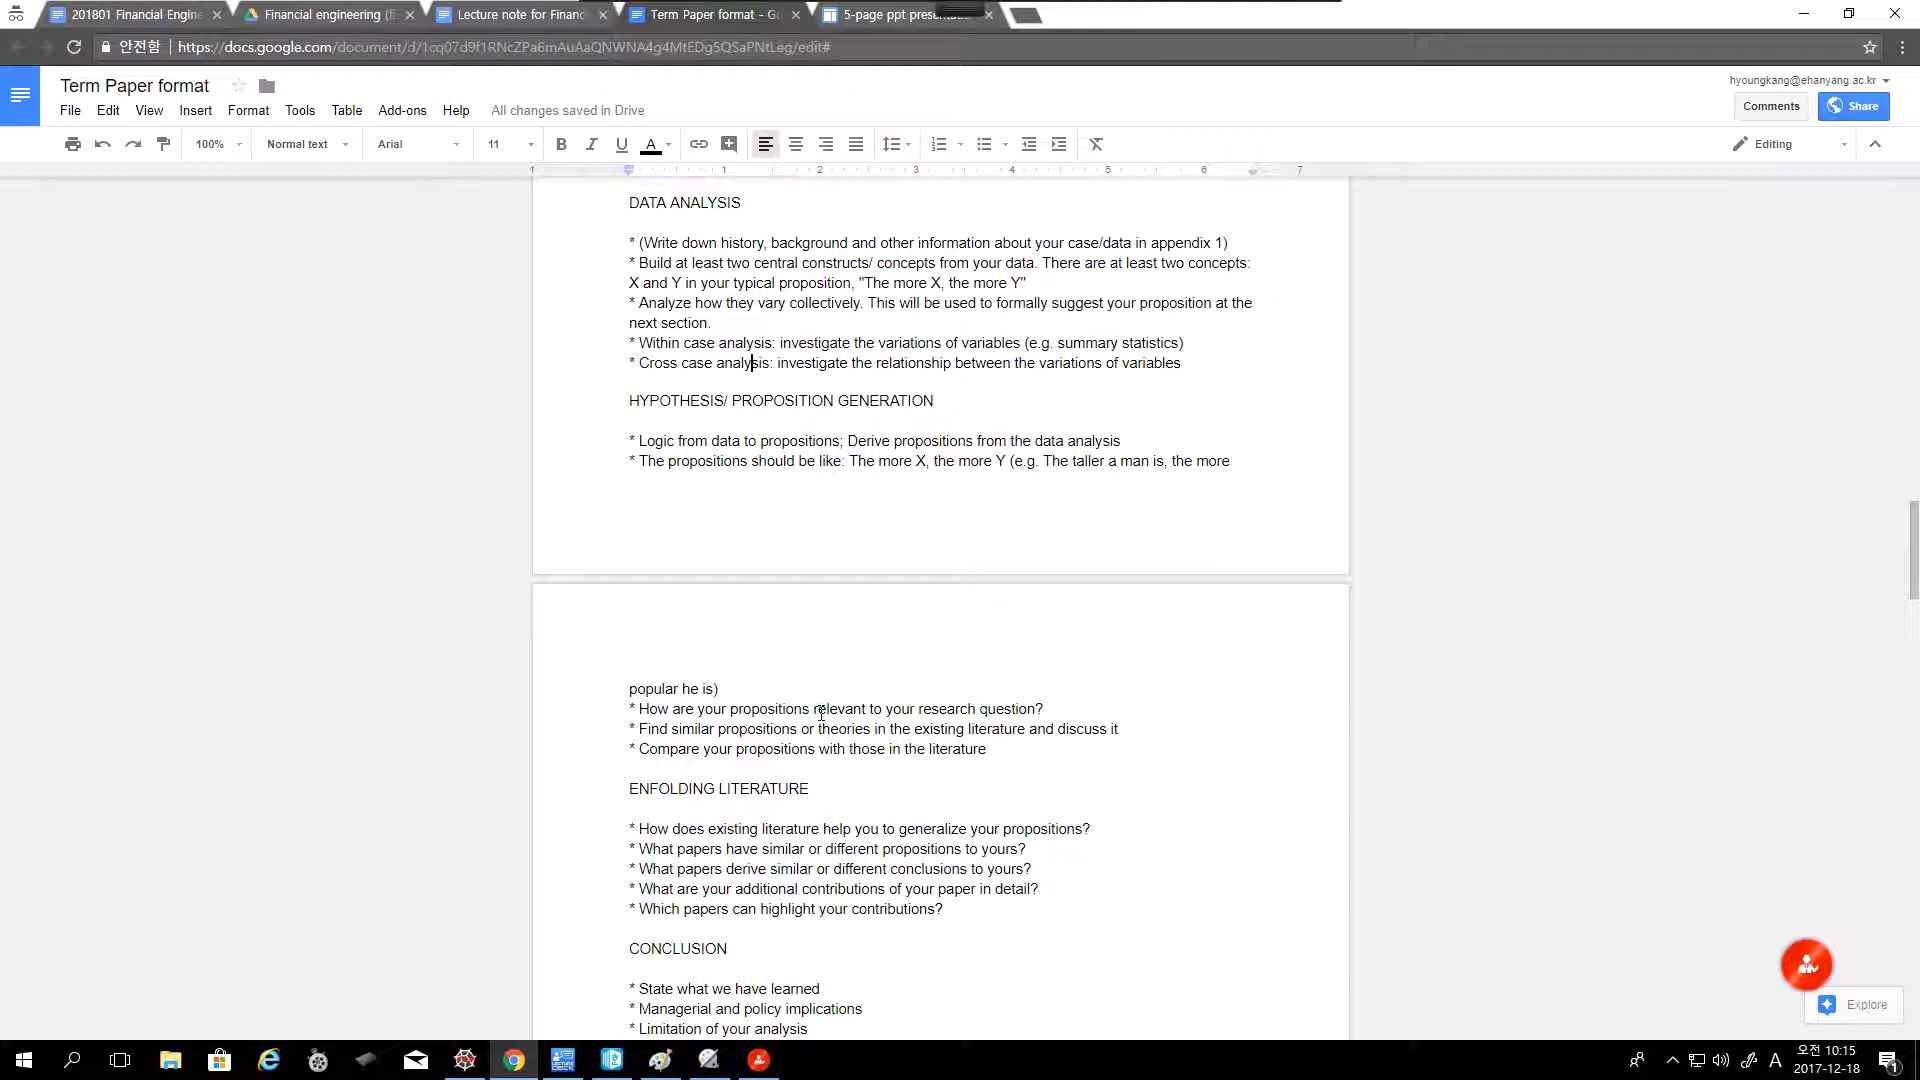 201801 Financial Engine
Financial engineering (fi
Lecture note for Financ
Term Paper format - Go
5-page ppt presentati
안전함
https://docs.google.com/document/d/1cq07d9f1RNcZPa6mAuAaQNWNA4g4MtEDg5QSaPNtLeg/edit#
Term Paper format
hyoungkang@ehanyang.ac.kr
File Edit View Insert Format Tools Table Add-ons Help All changes saved in Drive
Comments
Share
100% Normal text Arial 11 B I U A Editing
1 1 2 3 4 5 6 7
DATA ANALYSIS
* (Write down history, background and other information about your case/data in appendix 1)
* Build at least two central constructs/ concepts from your data. There are at least two concepts:
X and Y in your typical proposition, "The more X, the more Y"
* Analyze how they vary collectively. This will be used to formally suggest your proposition at the
next section.
* Within case analysis: investigate the variations of variables (e.g. summary statistics)
* Cross case analysis: investigate the relationship between the variations of variables
HYPOTHESIS/ PROPOSITION GENERATION
* Logic from data to propositions; Derive propositions from the data analysis
* The propositions should be like: The more X, the more Y (e.g. The taller a man is, the more
popular he is)
* How are your propositions relevant to your research question?
* Find similar propositions or theories in the existing literature and discuss it
* Compare your propositions with those in the literature
ENFOLDING LITERATURE
* How does existing literature help you to generalize your propositions?
* What papers have similar or different propositions to yours?
* What papers derive similar or different conclusions to yours?
* What are your additional contributions of your paper in detail?
* Which papers can highlight your contributions?
CONCLUSION
* State what we have learned
* Managerial and policy implications
* Limitation of your analysis
Explore
A
오전 10:15
2017-12-18
1